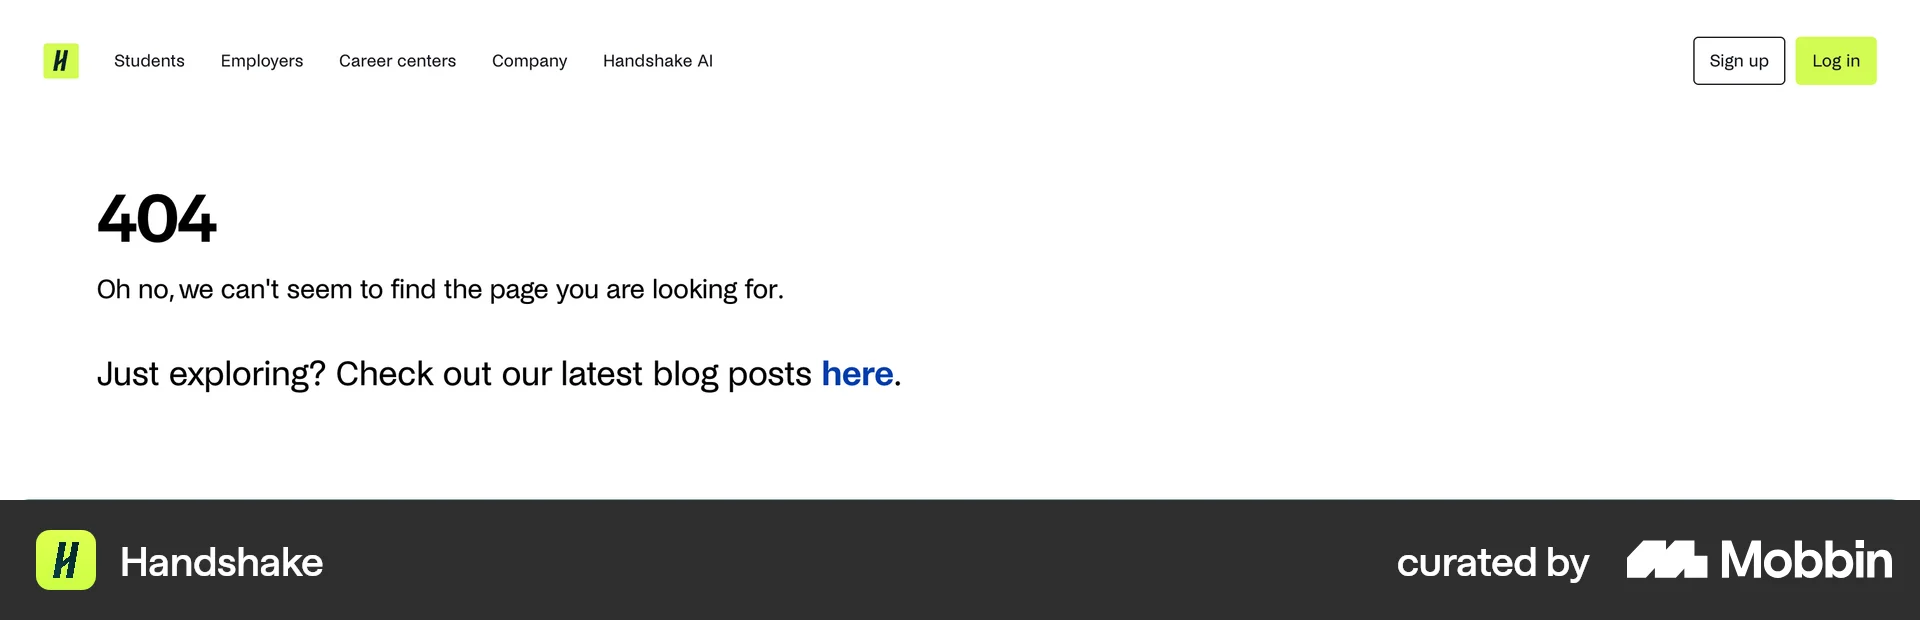 H Students Employers Career centers Company Handshake AI Sign up Log in
404
Oh no, we can't seem to find the page you are looking for.
Just exploring? Check out our latest blog posts here.
H Handshake curated by Mobbin